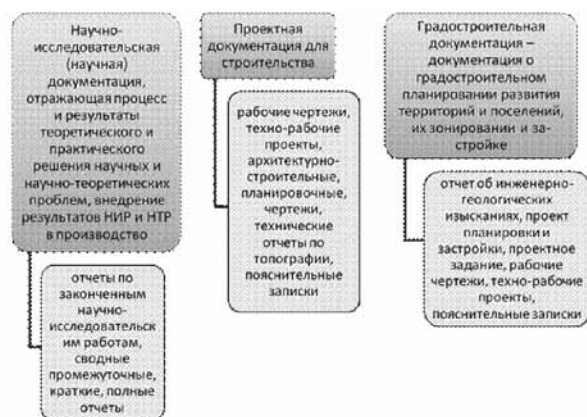 Научно-
исследовательская
(научная)
документация,
отражающая процесс
и результаты
теоретического и
практического
решения научных и
научно-теоретических
проблем, внедрение
результатов НИР и НТР
в производство
отчеты по
законченным
научно-
исследовательск
им работам,
сводные
промежуточные,
краткие, полные
отчеты
Проектная
документация для
строительства
рабочие чертежи,
техно-рабочие
проекты,
архитектурно-
строительные,
планировочные,
чертежи,
технические
отчеты по
топографии,
пояснительные
записки
Градостроительная
документация –
документация о
градостроительном
планировании развития
территорий и поселений,
их зонировании и за-
стройке
отчет об инженерно-
геологических
изысканиях, проект
планировки и
застройки, проектное
задание, рабочие
чертежи, техно-рабочие
проекты,
пояснительные записки